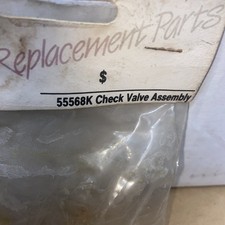 Replacement Parts
$
55568K Check Valve Assembly